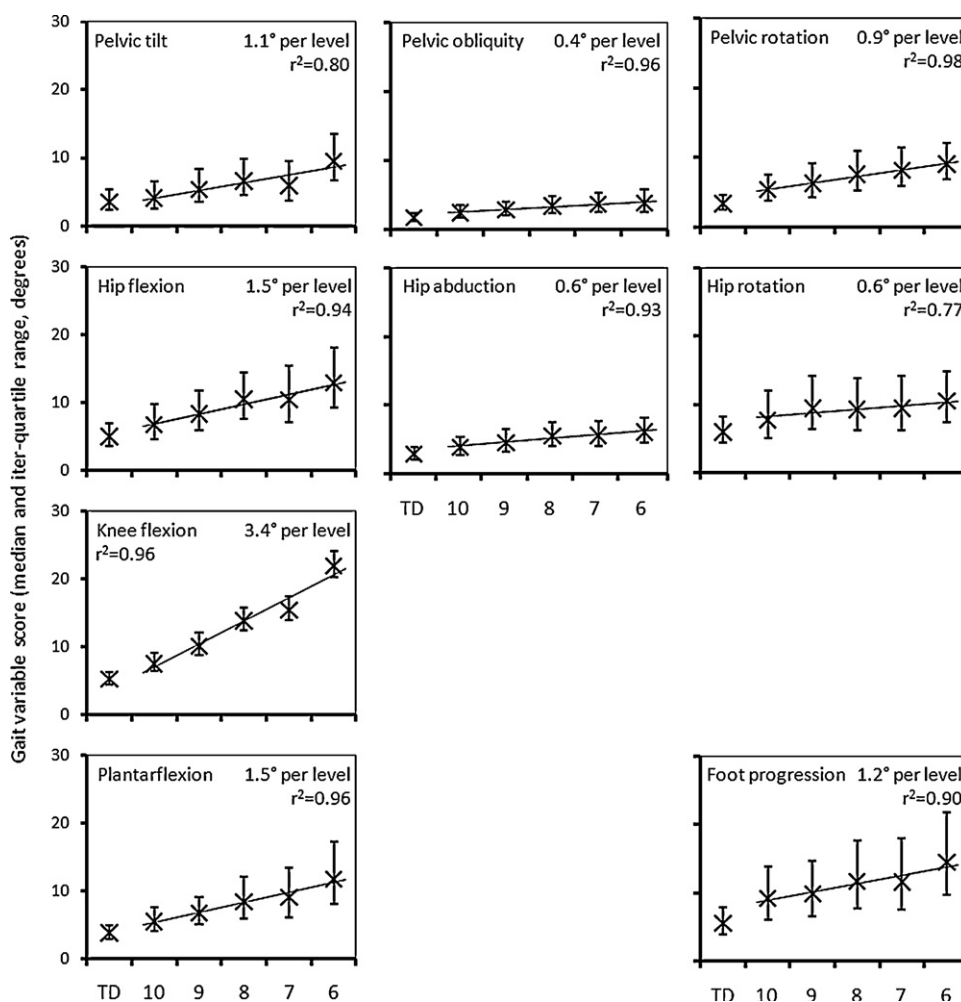 Gait variable score (median and iter-quartile range, degrees)
30
20
10
0
Pelvic tilt 1.1° per level
r²=0.80
Pelvic obliquity 0.4° per level
r²=0.96
Pelvic rotation 0.9° per level
r²=0.98
30
20
10
0
Hip flexion 1.5° per level
r²=0.94
Hip abduction 0.6° per level
r²=0.93
Hip rotation 0.6° per level
r²=0.77
TD 10 9 8 7 6
TD 10 9 8 7 6
30
20
10
0
Knee flexion 3.4° per level
r²=0.96
30
20
10
0
Plantarflexion 1.5° per level
r²=0.96
Foot progression 1.2° per level
r²=0.90
TD 10 9 8 7 6
TD 10 9 8 7 6